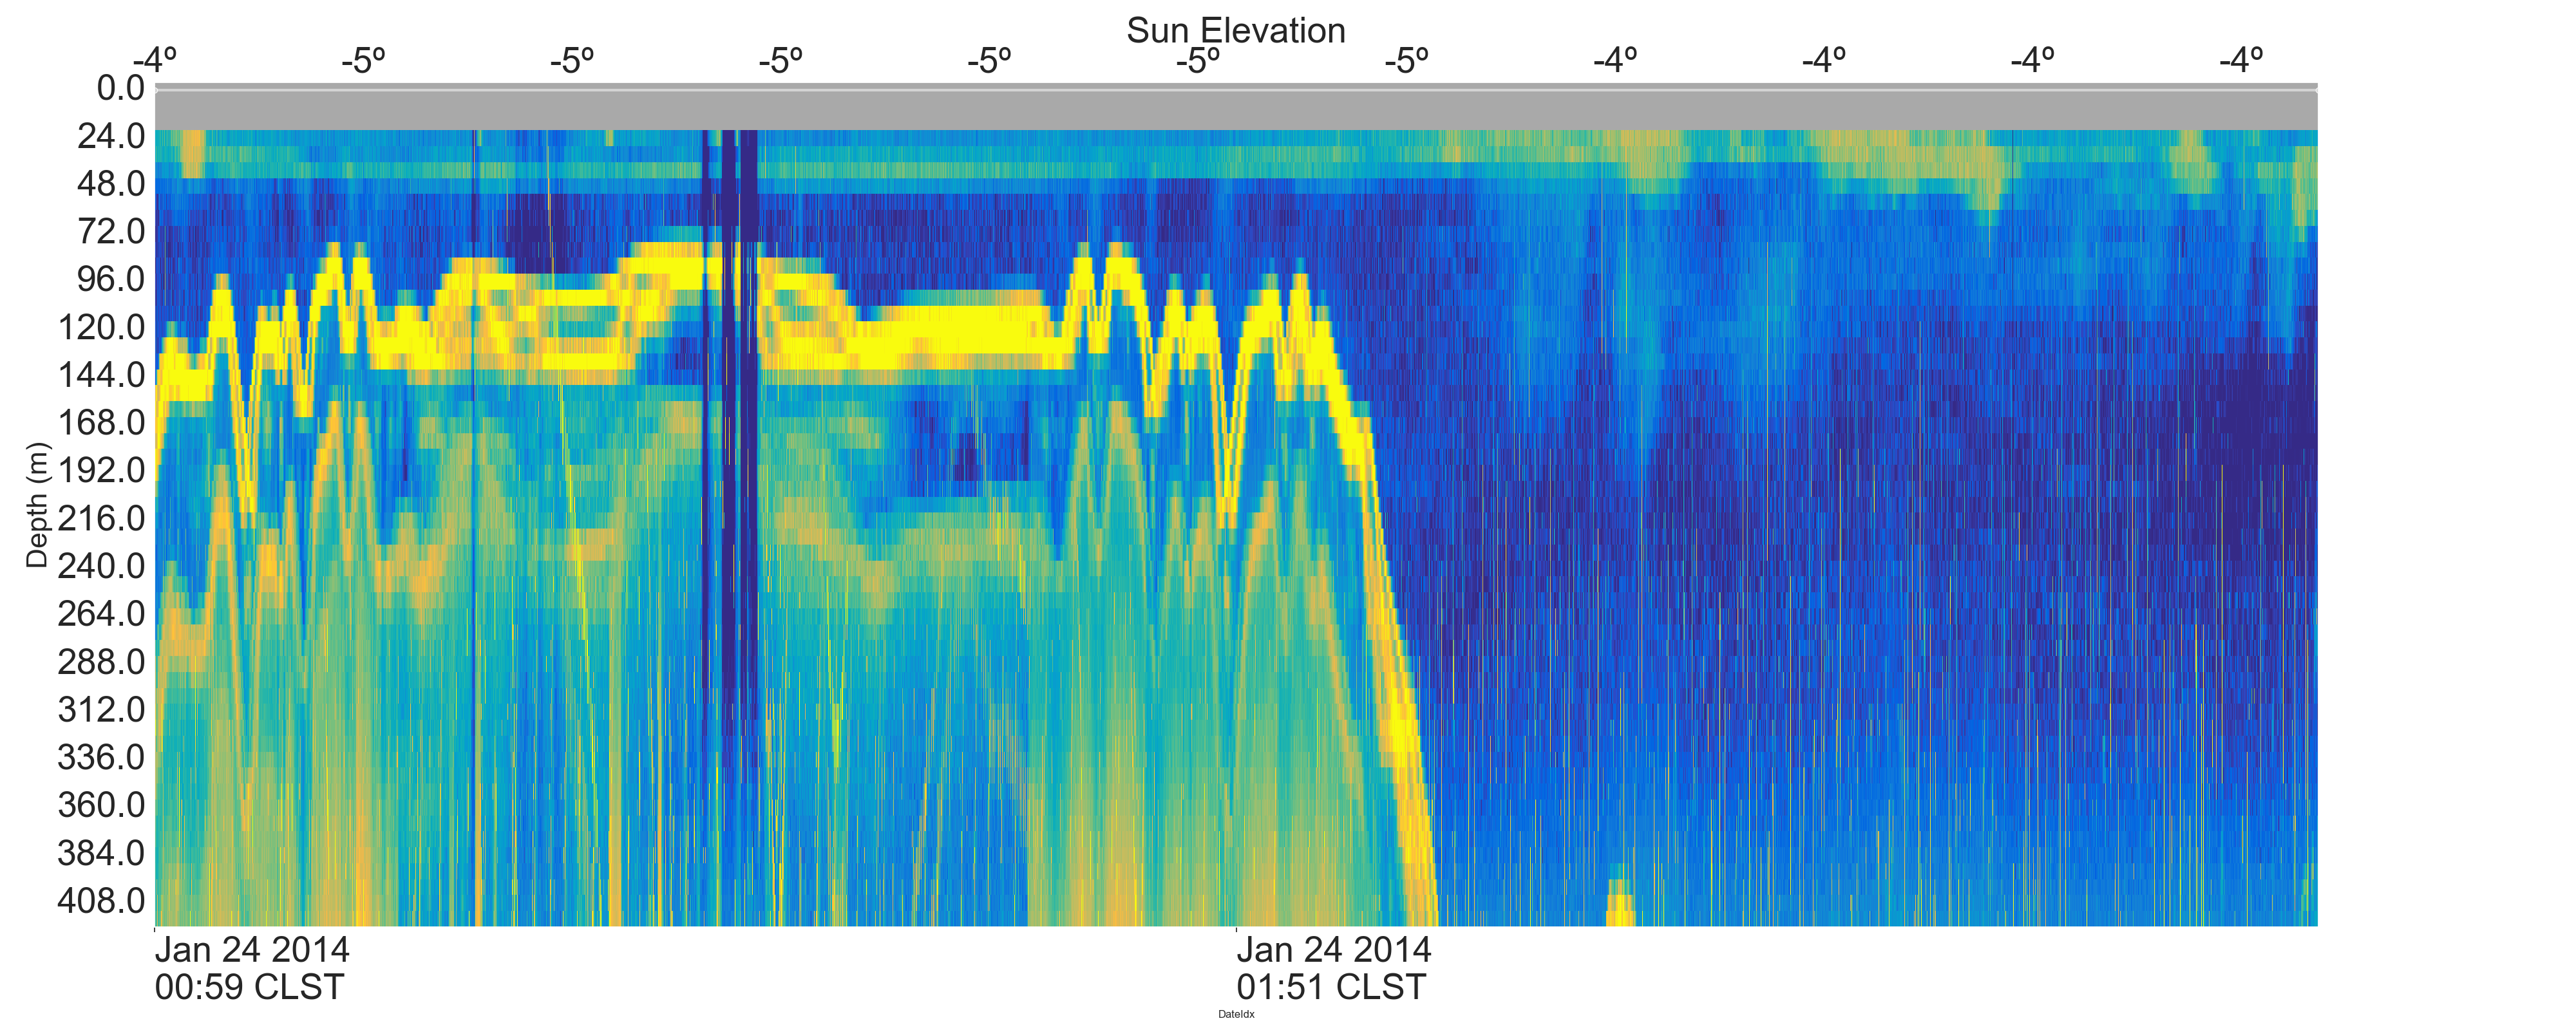 Sun Elevation
-4º -5º -5º -5º -5º -5º -5º -4º -4º -4º -4º
0.0
24.0
48.0
72.0
96.0
120.0
144.0
168.0
192.0
216.0
240.0
264.0
288.0
312.0
336.0
360.0
384.0
408.0
Depth (m)
Jan 24 2014
00:59 CLST
Jan 24 2014
01:51 CLST
DateIdx